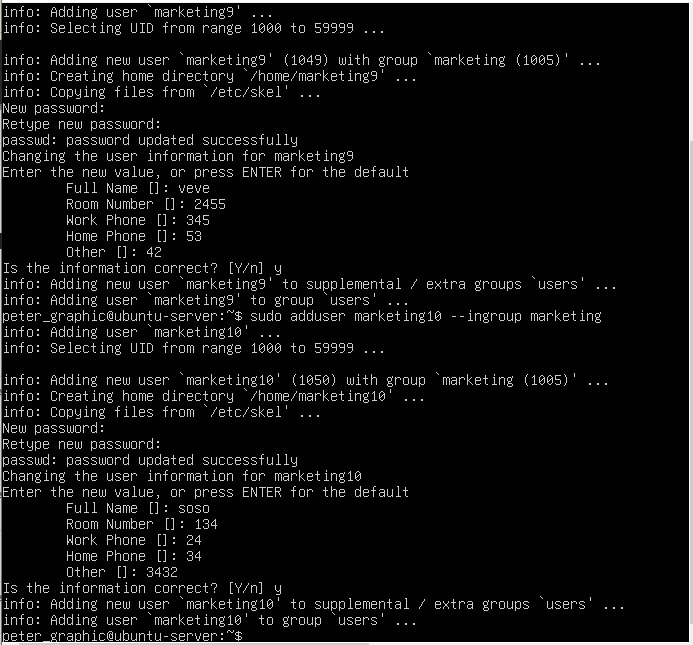 info: Adding user `marketing9' ...
info: Selecting UID from range 1000 to 59999 ...
info: Adding new user `marketing9' (1049) with group `marketing (1005)' ...
info: Creating home directory `/home/marketing9' ...
info: Copying files from `/etc/skel' ...
New password:
Retype new password:
passwd: password updated successfully
Changing the user information for marketing9
Enter the new value, or press ENTER for the default
Full Name []: veve
Room Number []: 2455
Work Phone []: 345
Home Phone []: 53
Other []: 42
Is the information correct? [Y/n] y
info: Adding new user `marketing9' to supplemental / extra groups `users' ...
info: Adding user `marketing9' to group `users' ...
peter_graphic@ubuntu-server:~$ sudo adduser marketing10 --ingroup marketing
info: Adding user `marketing10' ...
info: Selecting UID from range 1000 to 59999 ...
info: Adding new user `marketing10' (1050) with group `marketing (1005)' ...
info: Creating home directory `/home/marketing10' ...
info: Copying files from `/etc/skel' ...
New password:
Retype new password:
passwd: password updated successfully
Changing the user information for marketing10
Enter the new value, or press ENTER for the default
Full Name []: soso
Room Number []: 134
Work Phone []: 24
Home Phone []: 34
Other []: 3432
Is the information correct? [Y/n] y
info: Adding new user `marketing10' to supplemental / extra groups `users' ...
info: Adding user `marketing10' to group `users' ...
peter_graphic@ubuntu-server:~$